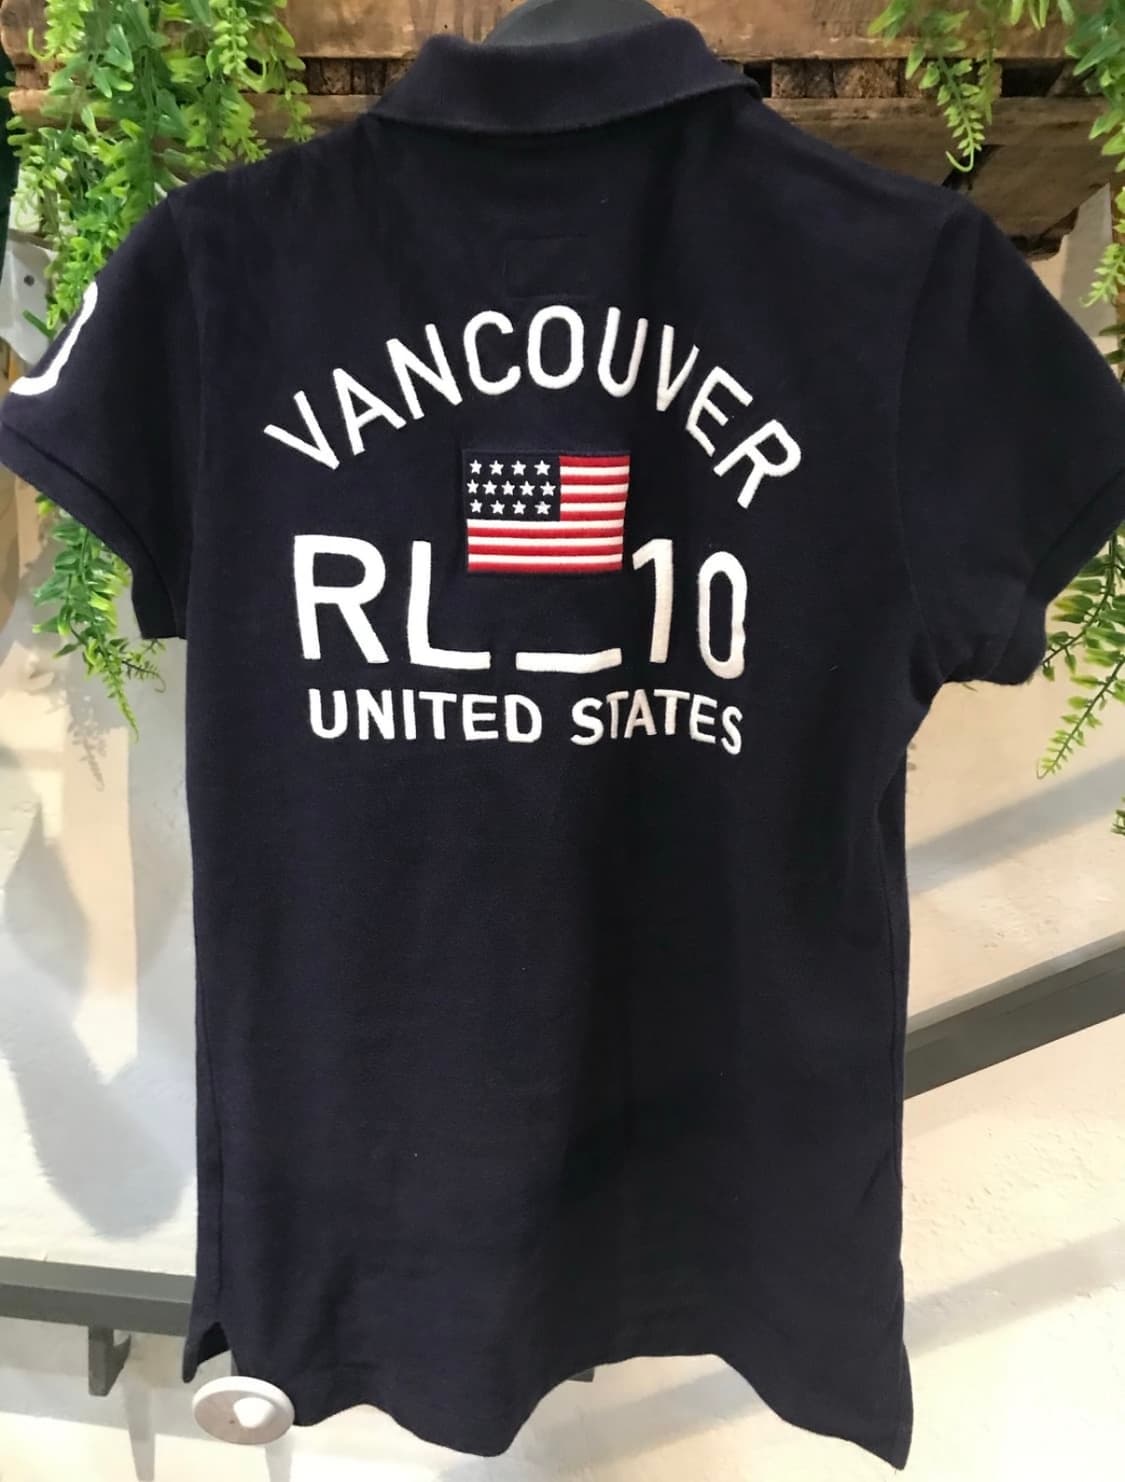 VANCOUVER
RL_10
UNITED STATES